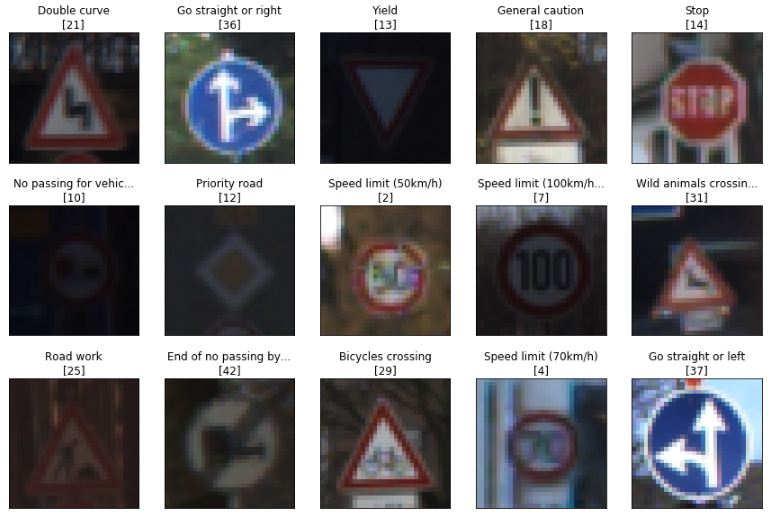 Double curve
[21]
Go straight or right
[36]
Yield
[13]
General caution
[18]
Stop
[14]
STOP
No passing for vehic...
[10]
Priority road
[12]
Speed limit (50km/h)
[2]
50
Speed limit (100km/h...
[7]
100
Wild animals crossin...
[31]
Road work
[25]
End of no passing by...
[42]
Bicycles crossing
[29]
Speed limit (70km/h)
[4]
70
Go straight or left
[37]